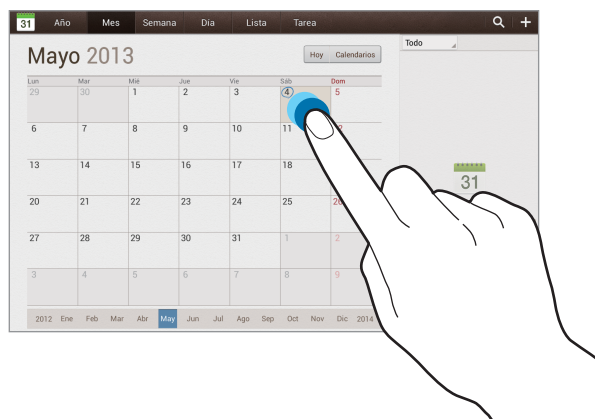 31 Año Mes Semana Día Lista Tarea
Mayo 2013
Hoy Calendarios
Todo
Lun Mar Mié Jue Vie Sáb Dom
29 30 1 2 3 4 5
6 7 8 9 10 11
13 14 15 16 17 18
31
20 21 22 23 24 25
27 28 29 30 31 1 2
3 4 5 6 7 8 9
2012 Ene Feb Mar Abr May Jun Jul Ago Sep Oct Nov Dic 2014